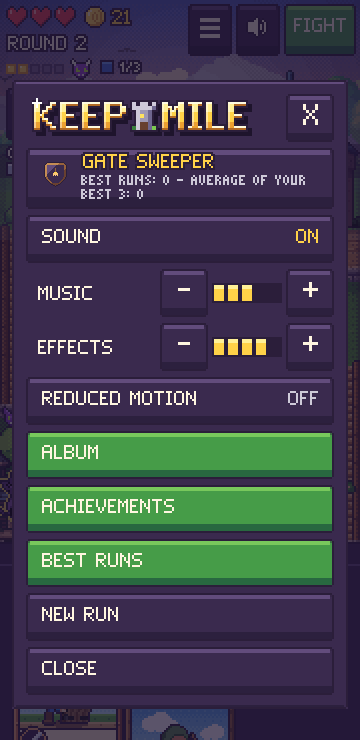 21
FIGHT
ROUND 2
1/3
KEEP MILE
X
GATE SWEEPER
BEST RUNS: 0 - AVERAGE OF YOUR
BEST 3: 0
SOUND ON
MUSIC - +
EFFECTS - +
REDUCED MOTION OFF
ALBUM
ACHIEVEMENTS
BEST RUNS
NEW RUN
CLOSE